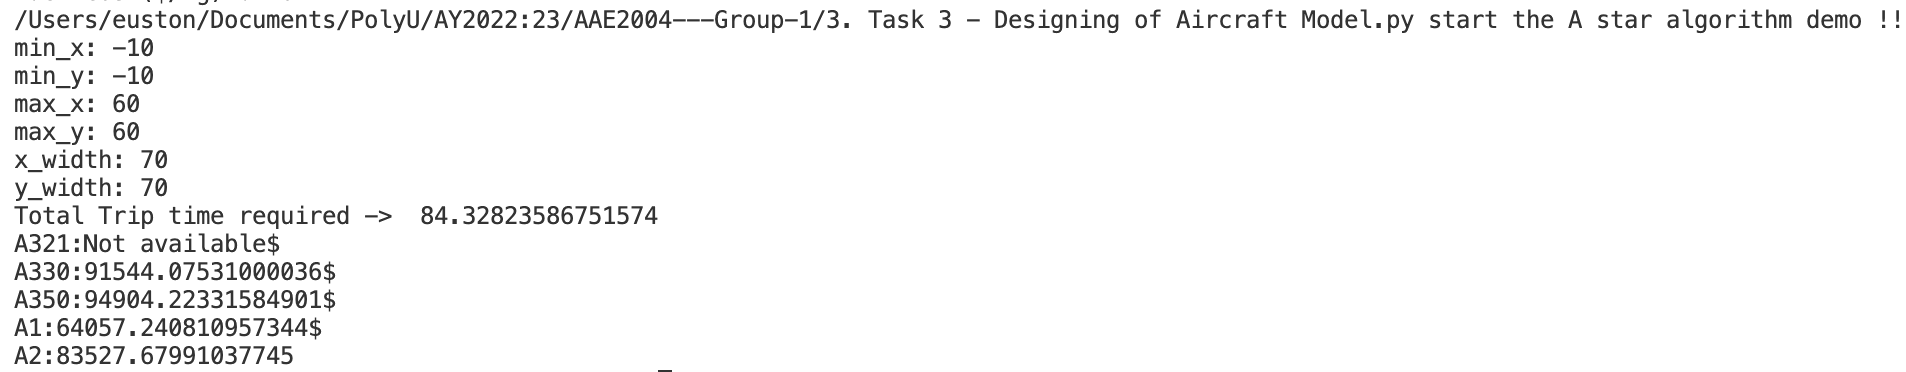 /Users/euston/Documents/PolyU/AY2022:23/AAE2004---Group-1/3. Task 3 - Designing of Aircraft Model.py start the A star algorithm demo !!
min_x: -10
min_y: -10
max_x: 60
max_y: 60
x_width: 70
y_width: 70
Total Trip time required ->  84.32823586751574
A321:Not available$
A330:91544.07531000036$
A350:94904.22331584901$
A1:64057.240810957344$
A2:83527.67991037745